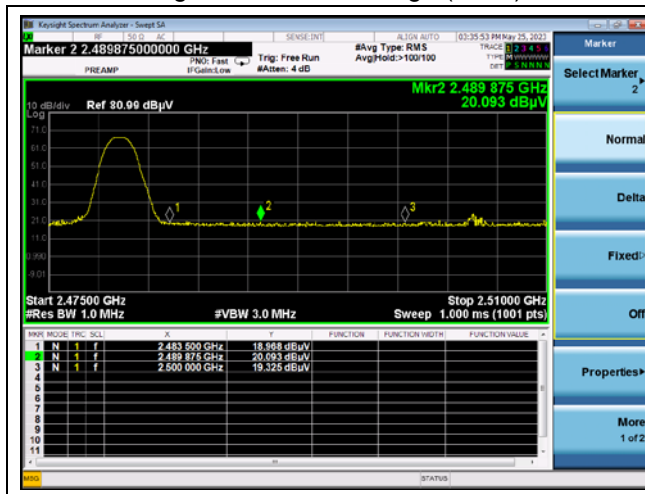 Keysight Spectrum Analyzer - Swept SA
RF 50 Ω AC SENSE:INT ALIGN AUTO 03:35:53 PM May 25, 2023
Marker 2 2.489875000000 GHz
PREAMP
PNO: Fast
IFGain:Low
Trig: Free Run
#Atten: 4 dB
#Avg Type: RMS
Avg|Hold:>100/100
TRACE 1 2 3 4 5 6
TYPE M WWWWW
DET P S N N N N
Mkr2 2.489 875 GHz
20.093 dBµV
10 dB/div Ref 80.99 dBµV
Log
71.0
61.0
51.0
41.0
31.0
21.0
11.0
0.990
-9.01
1
2
3
Start 2.47500 GHz Stop 2.51000 GHz
#Res BW 1.0 MHz #VBW 3.0 MHz Sweep 1.000 ms (1001 pts)
MKR MODE TRC SCL X Y FUNCTION FUNCTION WIDTH FUNCTION VALUE
1 N 1 f 2.483 500 GHz 18.968 dBuV
2 N 1 f 2.489 875 GHz 20.093 dBuV
3 N 1 f 2.500 000 GHz 19.325 dBuV
4
5
6
7
8
9
10
11
MSG STATUS
Marker
Select Marker
2
Normal
Delta
Fixed
Off
Properties
More
1 of 2